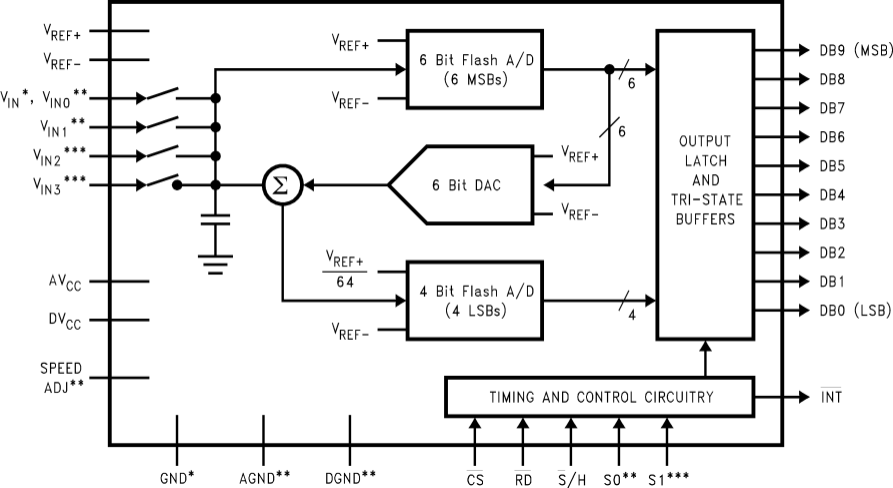 VREF+
VREF−
VIN*, VIN0**
VIN1**
VIN2***
VIN3***
AVCC
DVCC
SPEED
ADJ**
VREF+
VREF−
6 Bit Flash A/D
(6 MSBs)
6
6
Σ
6 Bit DAC
VREF+
VREF−
VREF+
64
VREF−
4 Bit Flash A/D
(4 LSBs)
4
OUTPUT
LATCH
AND
TRI-STATE
BUFFERS
DB9 (MSB)
DB8
DB7
DB6
DB5
DB4
DB3
DB2
DB1
DB0 (LSB)
TIMING AND CONTROL CIRCUITRY
INT
GND*
AGND**
DGND**
CS
RD
S/H
S0**
S1***